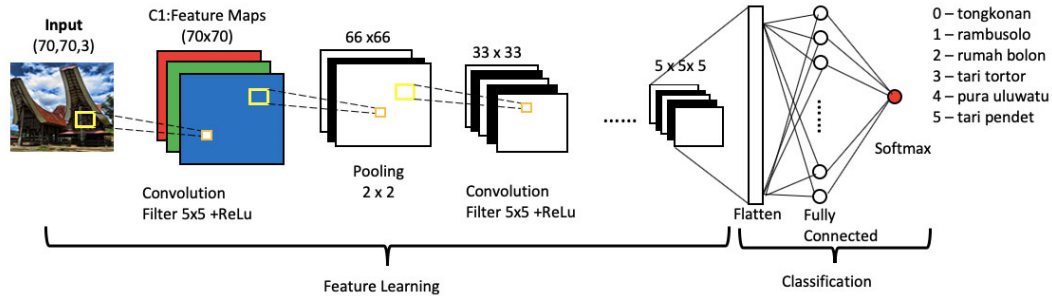 Input
(70,70,3)
C1:Feature Maps
(70x70)
Convolution
Filter 5x5 +ReLu
66 x66
Pooling
2 x 2
33 x 33
Convolution
Filter 5x5 +ReLu
......
5 x 5x 5
Flatten
Fully
Connected
Softmax
0 – tongkonan
1 – rambusolo
2 – rumah bolon
3 – tari tortor
4 – pura uluwatu
5 – tari pendet
Feature Learning
Classification